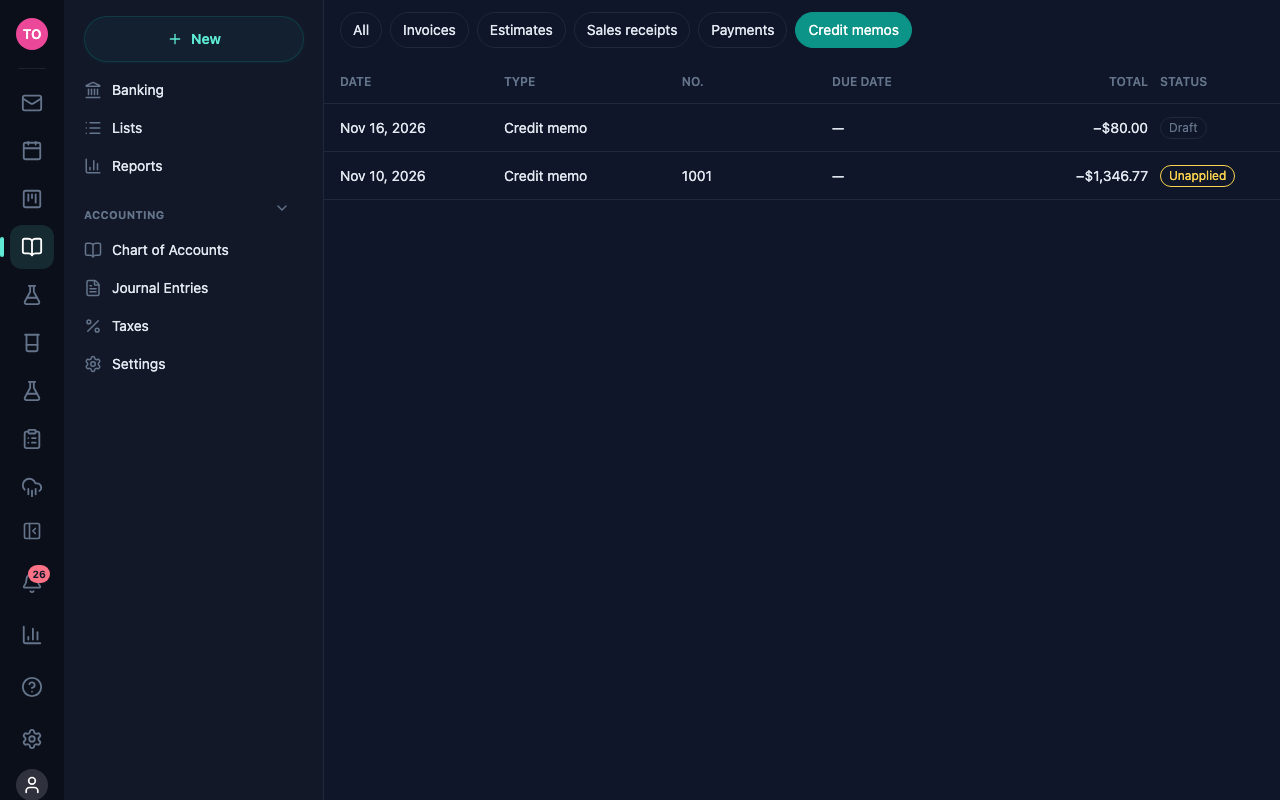 TO
26
+ New
Banking
Lists
Reports
ACCOUNTING
Chart of Accounts
Journal Entries
Taxes
Settings
All Invoices Estimates Sales receipts Payments Credit memos
DATE TYPE NO. DUE DATE TOTAL STATUS
Nov 16, 2026 Credit memo — –$80.00 Draft
Nov 10, 2026 Credit memo 1001 — –$1,346.77 Unapplied